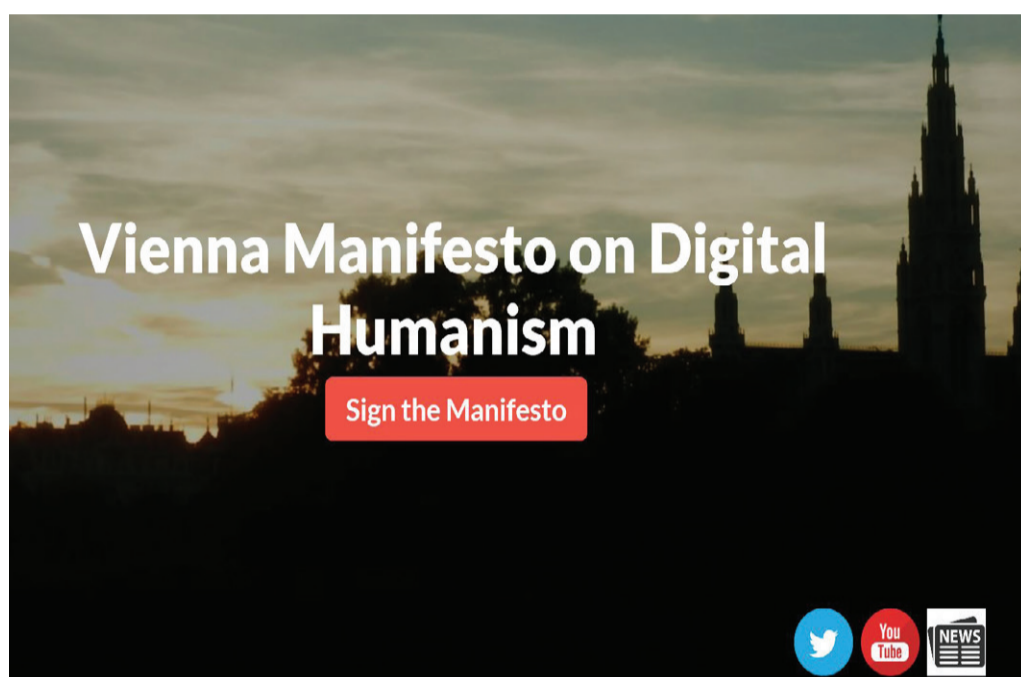 Vienna Manifesto on Digital
Humanism
Sign the Manifesto
You
Tube
NEWS